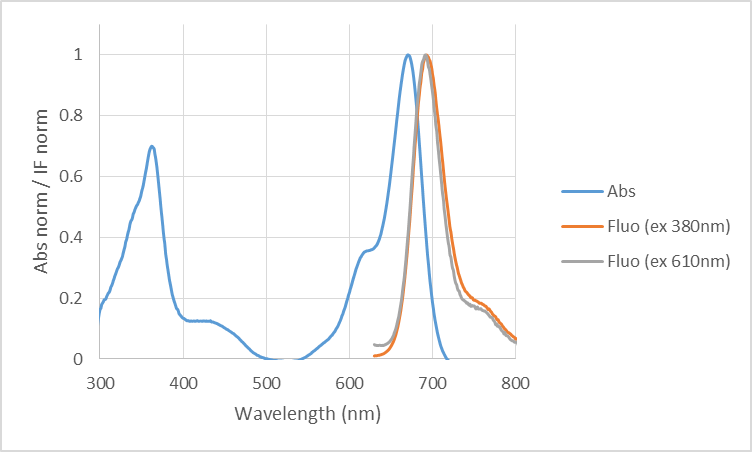 Abs norm / IF norm
1
0.8
0.6
0.4
0.2
0
300 400 500 600 700 800
Wavelength (nm)
Abs
Fluo (ex 380nm)
Fluo (ex 610nm)